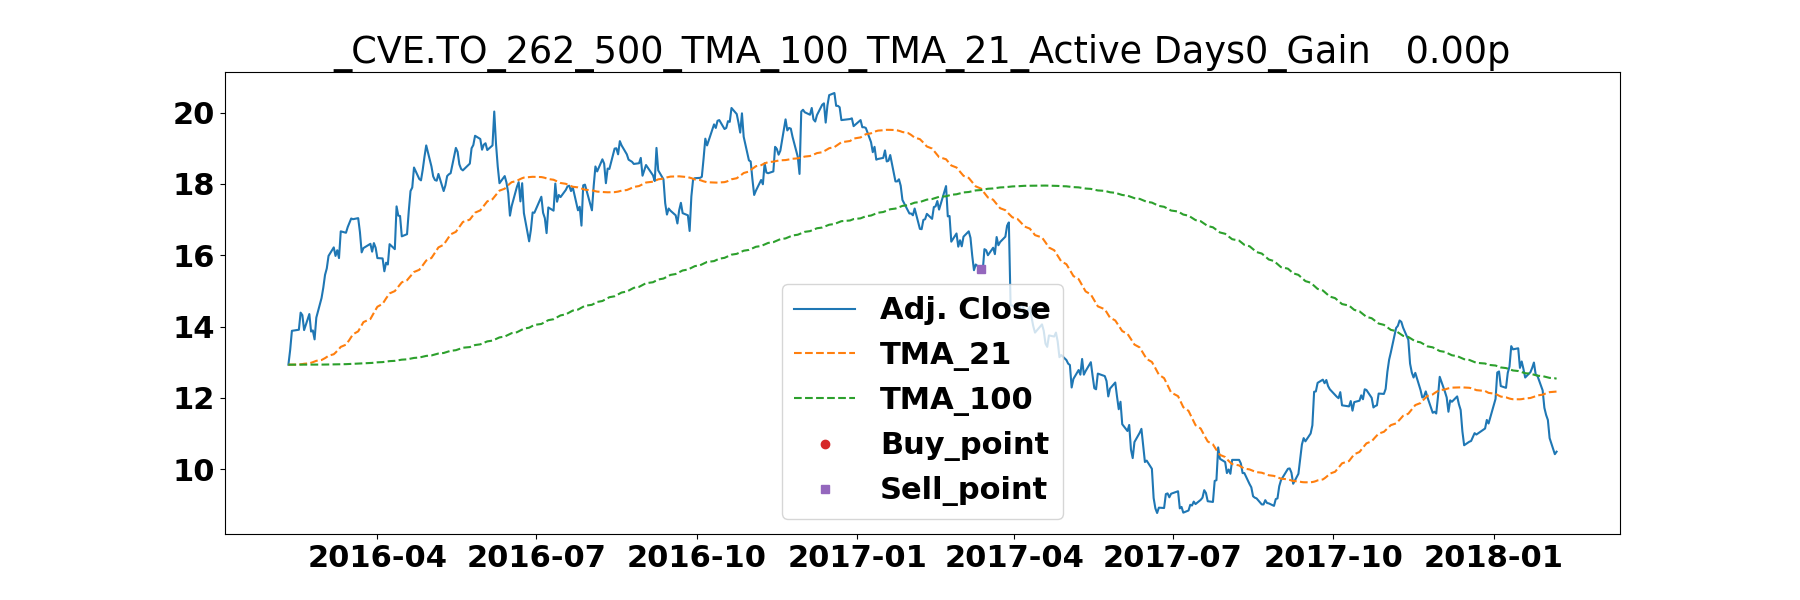 _CVE.TO_262_500_TMA_100_TMA_21_Active Days0_Gain   0.00p
20
18
16
14
12
10
Adj. Close
TMA_21
TMA_100
Buy_point
Sell_point
2016-04 2016-07 2016-10 2017-01 2017-04 2017-07 2017-10 2018-01